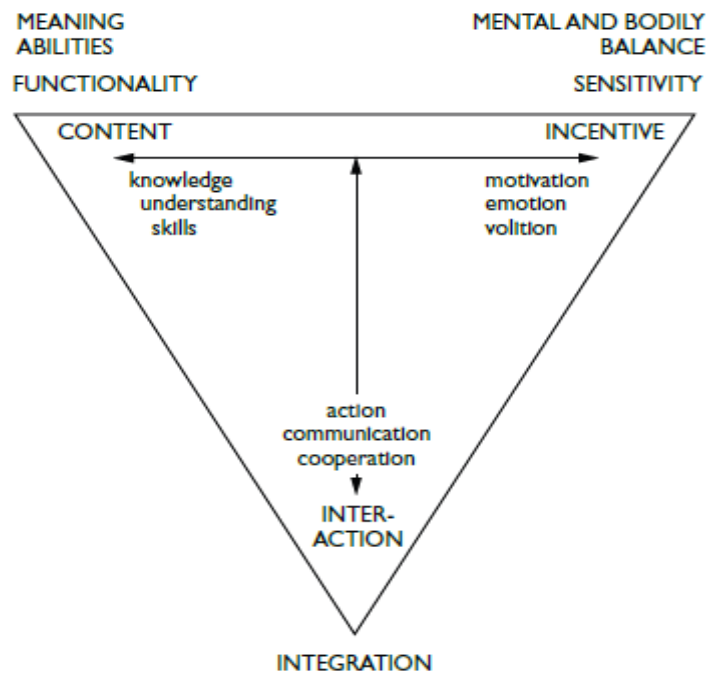 MEANING
ABILITIES
MENTAL AND BODILY
BALANCE
FUNCTIONALITY
SENSITIVITY
CONTENT
INCENTIVE
knowledge
understanding
skills
motivation
emotion
volition
action
communication
cooperation
INTER-
ACTION
INTEGRATION